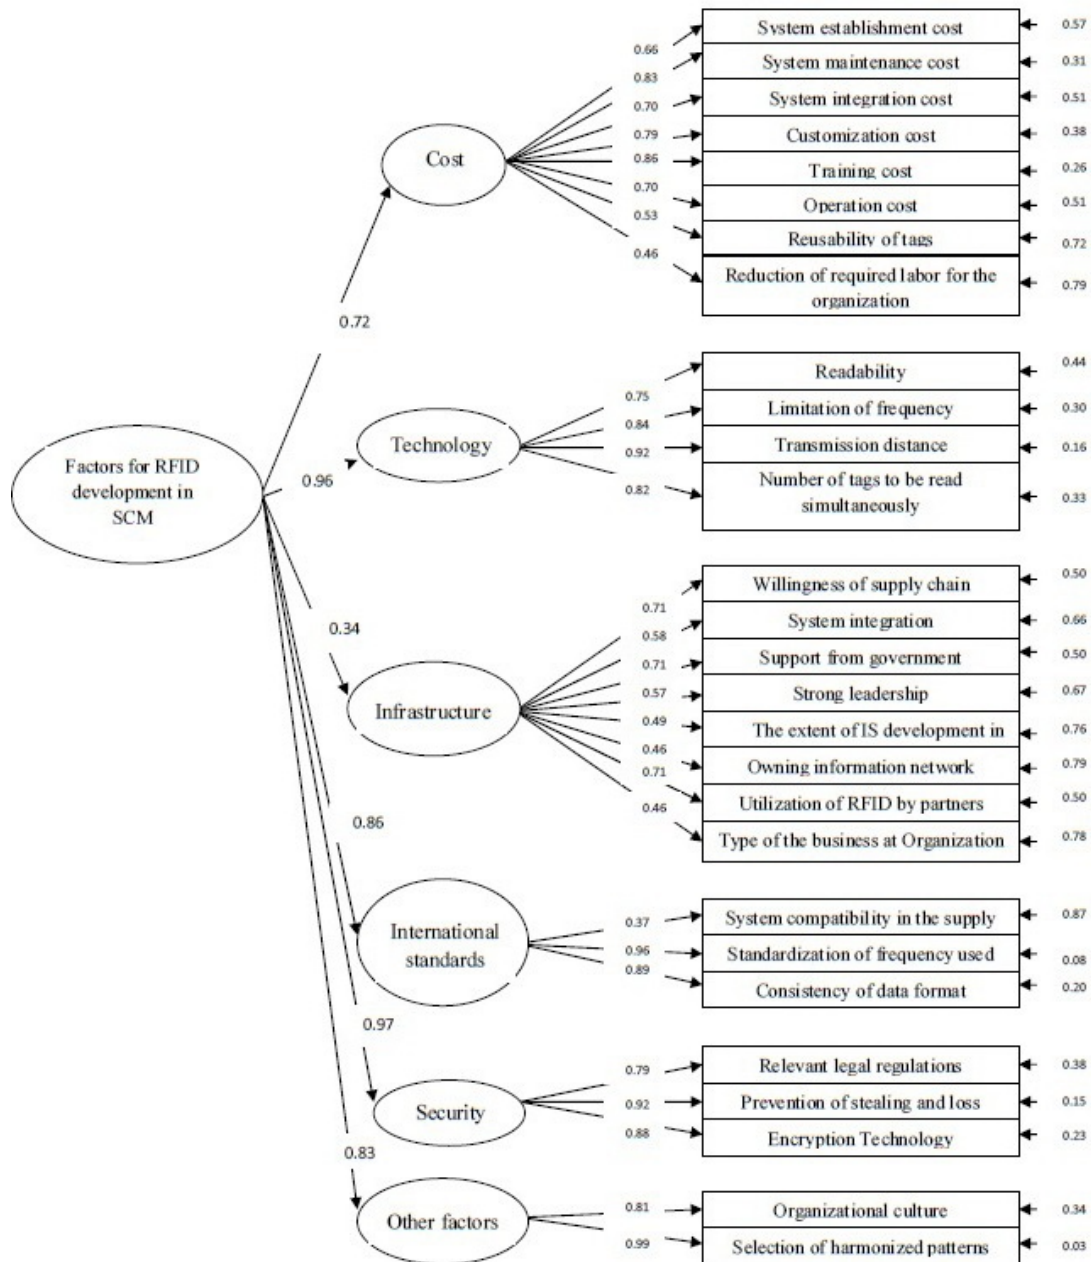 System establishment cost
0.57
0.66
System maintenance cost
0.31
0.83
System integration cost
0.51
0.70
Customization cost
0.38
0.79
Cost
Training cost
0.26
0.86
Operation cost
0.51
0.70
Reusability of tags
0.72
0.53
Reduction of required labor for the
organization
0.79
0.46
0.72
Readability
0.44
0.75
Limitation of frequency
0.30
0.84
Technology
Transmission distance
0.16
0.92
Number of tags to be read
simultaneously
0.33
0.82
Factors for RFID
development in
SCM
0.96
Willingness of supply chain
0.50
0.71
System integration
0.66
0.58
Support from government
0.50
0.71
0.34
Strong leadership
0.67
0.57
Infrastructure
The extent of IS development in
0.76
0.49
Owning information network
0.79
0.46
Utilization of RFID by partners
0.50
0.71
Type of the business at Organization
0.78
0.46
0.86
System compatibility in the supply
0.87
0.37
International
standards
Standardization of frequency used
0.08
0.96
Consistency of data format
0.20
0.89
0.97
Relevant legal regulations
0.38
0.79
Security
Prevention of stealing and loss
0.15
0.92
Encryption Technology
0.23
0.88
0.83
Organizational culture
0.34
0.81
Other factors
Selection of harmonized patterns
0.03
0.99